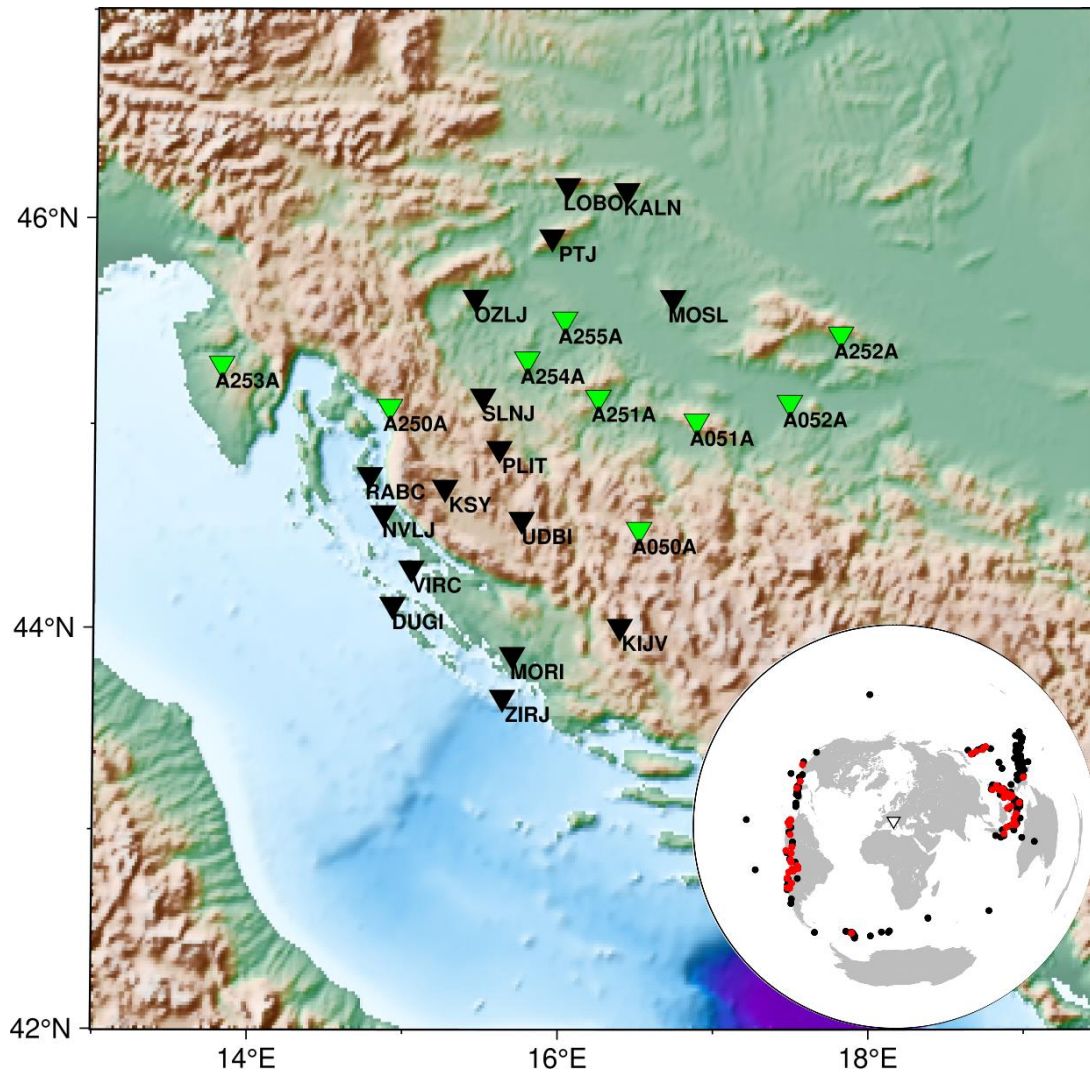 LOBO
KALN
46°N
PTJ
OZLJ
MOSL
A255A
A252A
A253A
A254A
SLNJ
A251A
A250A
A052A
A051A
PLIT
RABC
KSY
NVLJ
UDBI
A050A
VIRC
DUGI
44°N
KIJV
MORI
ZIRJ
42°N
14°E
16°E
18°E